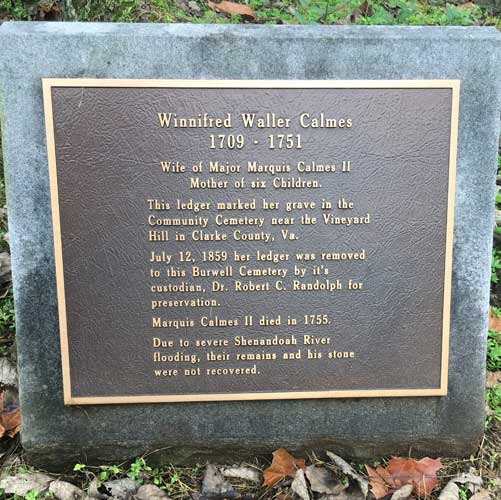 Winnifred Waller Calmes
1709 - 1751
Wife of Major Marquis Calmes II
Mother of six Children.
This ledger marked her grave in the
Community Cemetery near the Vineyard
Hill in Clarke County, Va.
July 12, 1859 her ledger was removed
to this Burwell Cemetery by it's
custodian, Dr. Robert C. Randolph for
preservation.
Marquis Calmes II died in 1755.
Due to severe Shenandoah River
flooding, their remains and his stone
were not recovered.